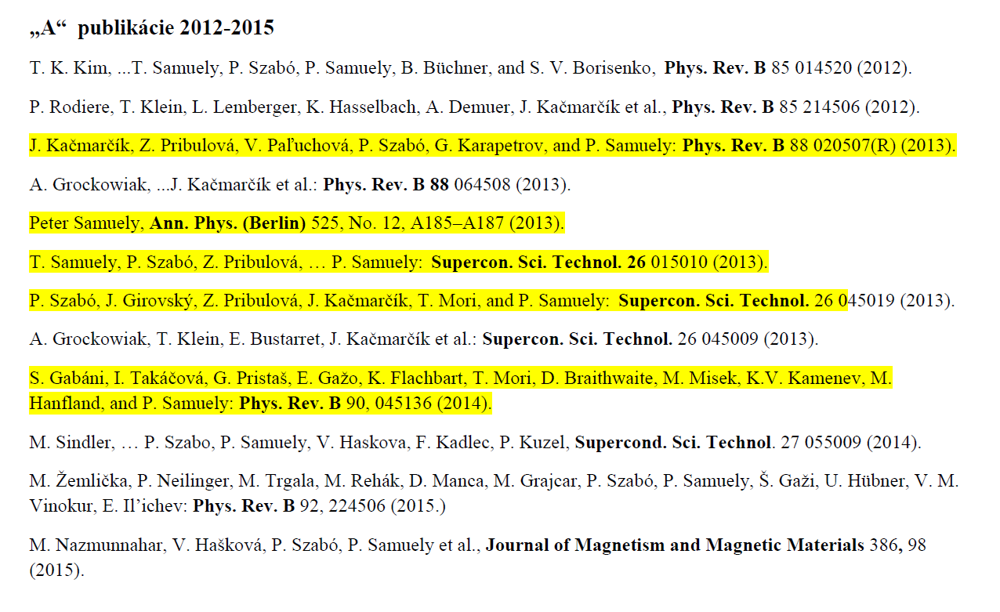 „A“ publikácie 2012-2015
T. K. Kim, ...T. Samuely, P. Szabó, P. Samuely, B. Büchner, and S. V. Borisenko, Phys. Rev. B 85 014520 (2012).
P. Rodiere, T. Klein, L. Lemberger, K. Hasselbach, A. Demuer, J. Kačmarčík et al., Phys. Rev. B 85 214506 (2012).
J. Kačmarčík, Z. Pribulová, V. Paľuchová, P. Szabó, G. Karapetrov, and P. Samuely: Phys. Rev. B 88 020507(R) (2013).
A. Grockowiak, ...J. Kačmarčík et al.: Phys. Rev. B 88 064508 (2013).
Peter Samuely, Ann. Phys. (Berlin) 525, No. 12, A185–A187 (2013).
T. Samuely, P. Szabó, Z. Pribulová, … P. Samuely: Supercon. Sci. Technol. 26 015010 (2013).
P. Szabó, J. Girovský, Z. Pribulová, J. Kačmarčík, T. Mori, and P. Samuely: Supercon. Sci. Technol. 26 045019 (2013).
A. Grockowiak, T. Klein, E. Bustarret, J. Kačmarčík et al.: Supercon. Sci. Technol. 26 045009 (2013).
S. Gabáni, I. Takáčová, G. Pristaš, E. Gažo, K. Flachbart, T. Mori, D. Braithwaite, M. Misek, K.V. Kamenev, M.
Hanfland, and P. Samuely: Phys. Rev. B 90, 045136 (2014).
M. Sindler, … P. Szabo, P. Samuely, V. Haskova, F. Kadlec, P. Kuzel, Supercond. Sci. Technol. 27 055009 (2014).
M. Žemlička, P. Neilinger, M. Trgala, M. Rehák, D. Manca, M. Grajcar, P. Szabó, P. Samuely, Š. Gaži, U. Hübner, V. M.
Vinokur, E. Il’ichev: Phys. Rev. B 92, 224506 (2015.)
M. Nazmunnahar, V. Hašková, P. Szabó, P. Samuely et al., Journal of Magnetism and Magnetic Materials 386, 98
(2015).